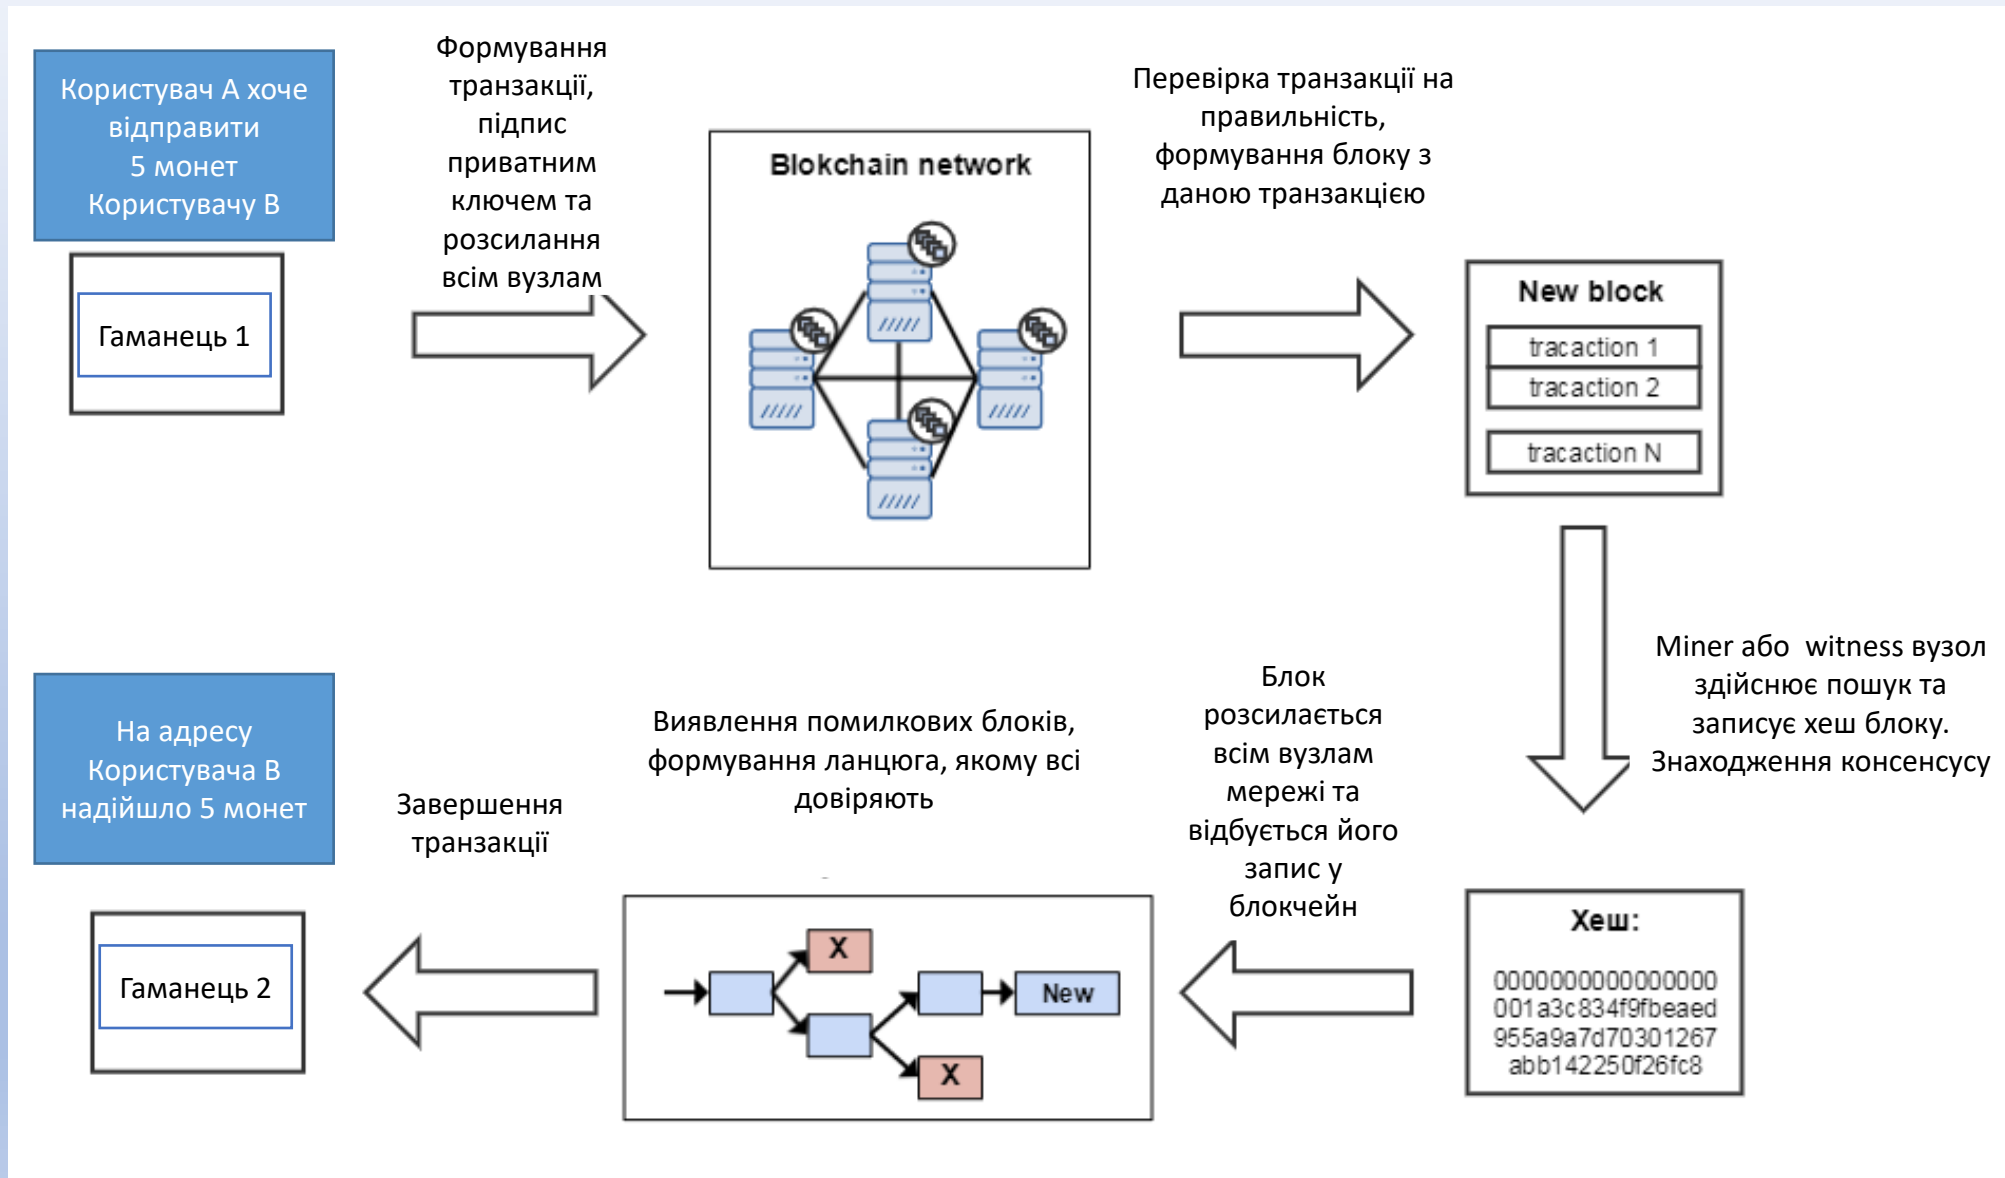 Користувач А хоче
відправити
5 монет
Користувачу В
Гаманець 1
Формування
транзакції,
підпис
приватним
ключем та
розсилання
всім вузлам
Blokchain network
Перевірка транзакції на
правильність,
формування блоку з
даною транзакцією
New block
tracaction 1
tracaction 2
tracaction N
Miner або  witness вузол
здійснює пошук та
записує хеш блоку.
Знаходження консенсусу
Хеш:
0000000000000000
001a3c834f9fbeaed
955a9a7d70301267
abb142250f26fc8
Блок
розсилається
всім вузлам
мережі та
відбується його
запис у
блокчейн
Виявлення помилкових блоків,
формування ланцюга, якому всі
довіряють
X
New
X
Завершення
транзакції
На адресу
Користувача В
надійшло 5 монет
Гаманець 2